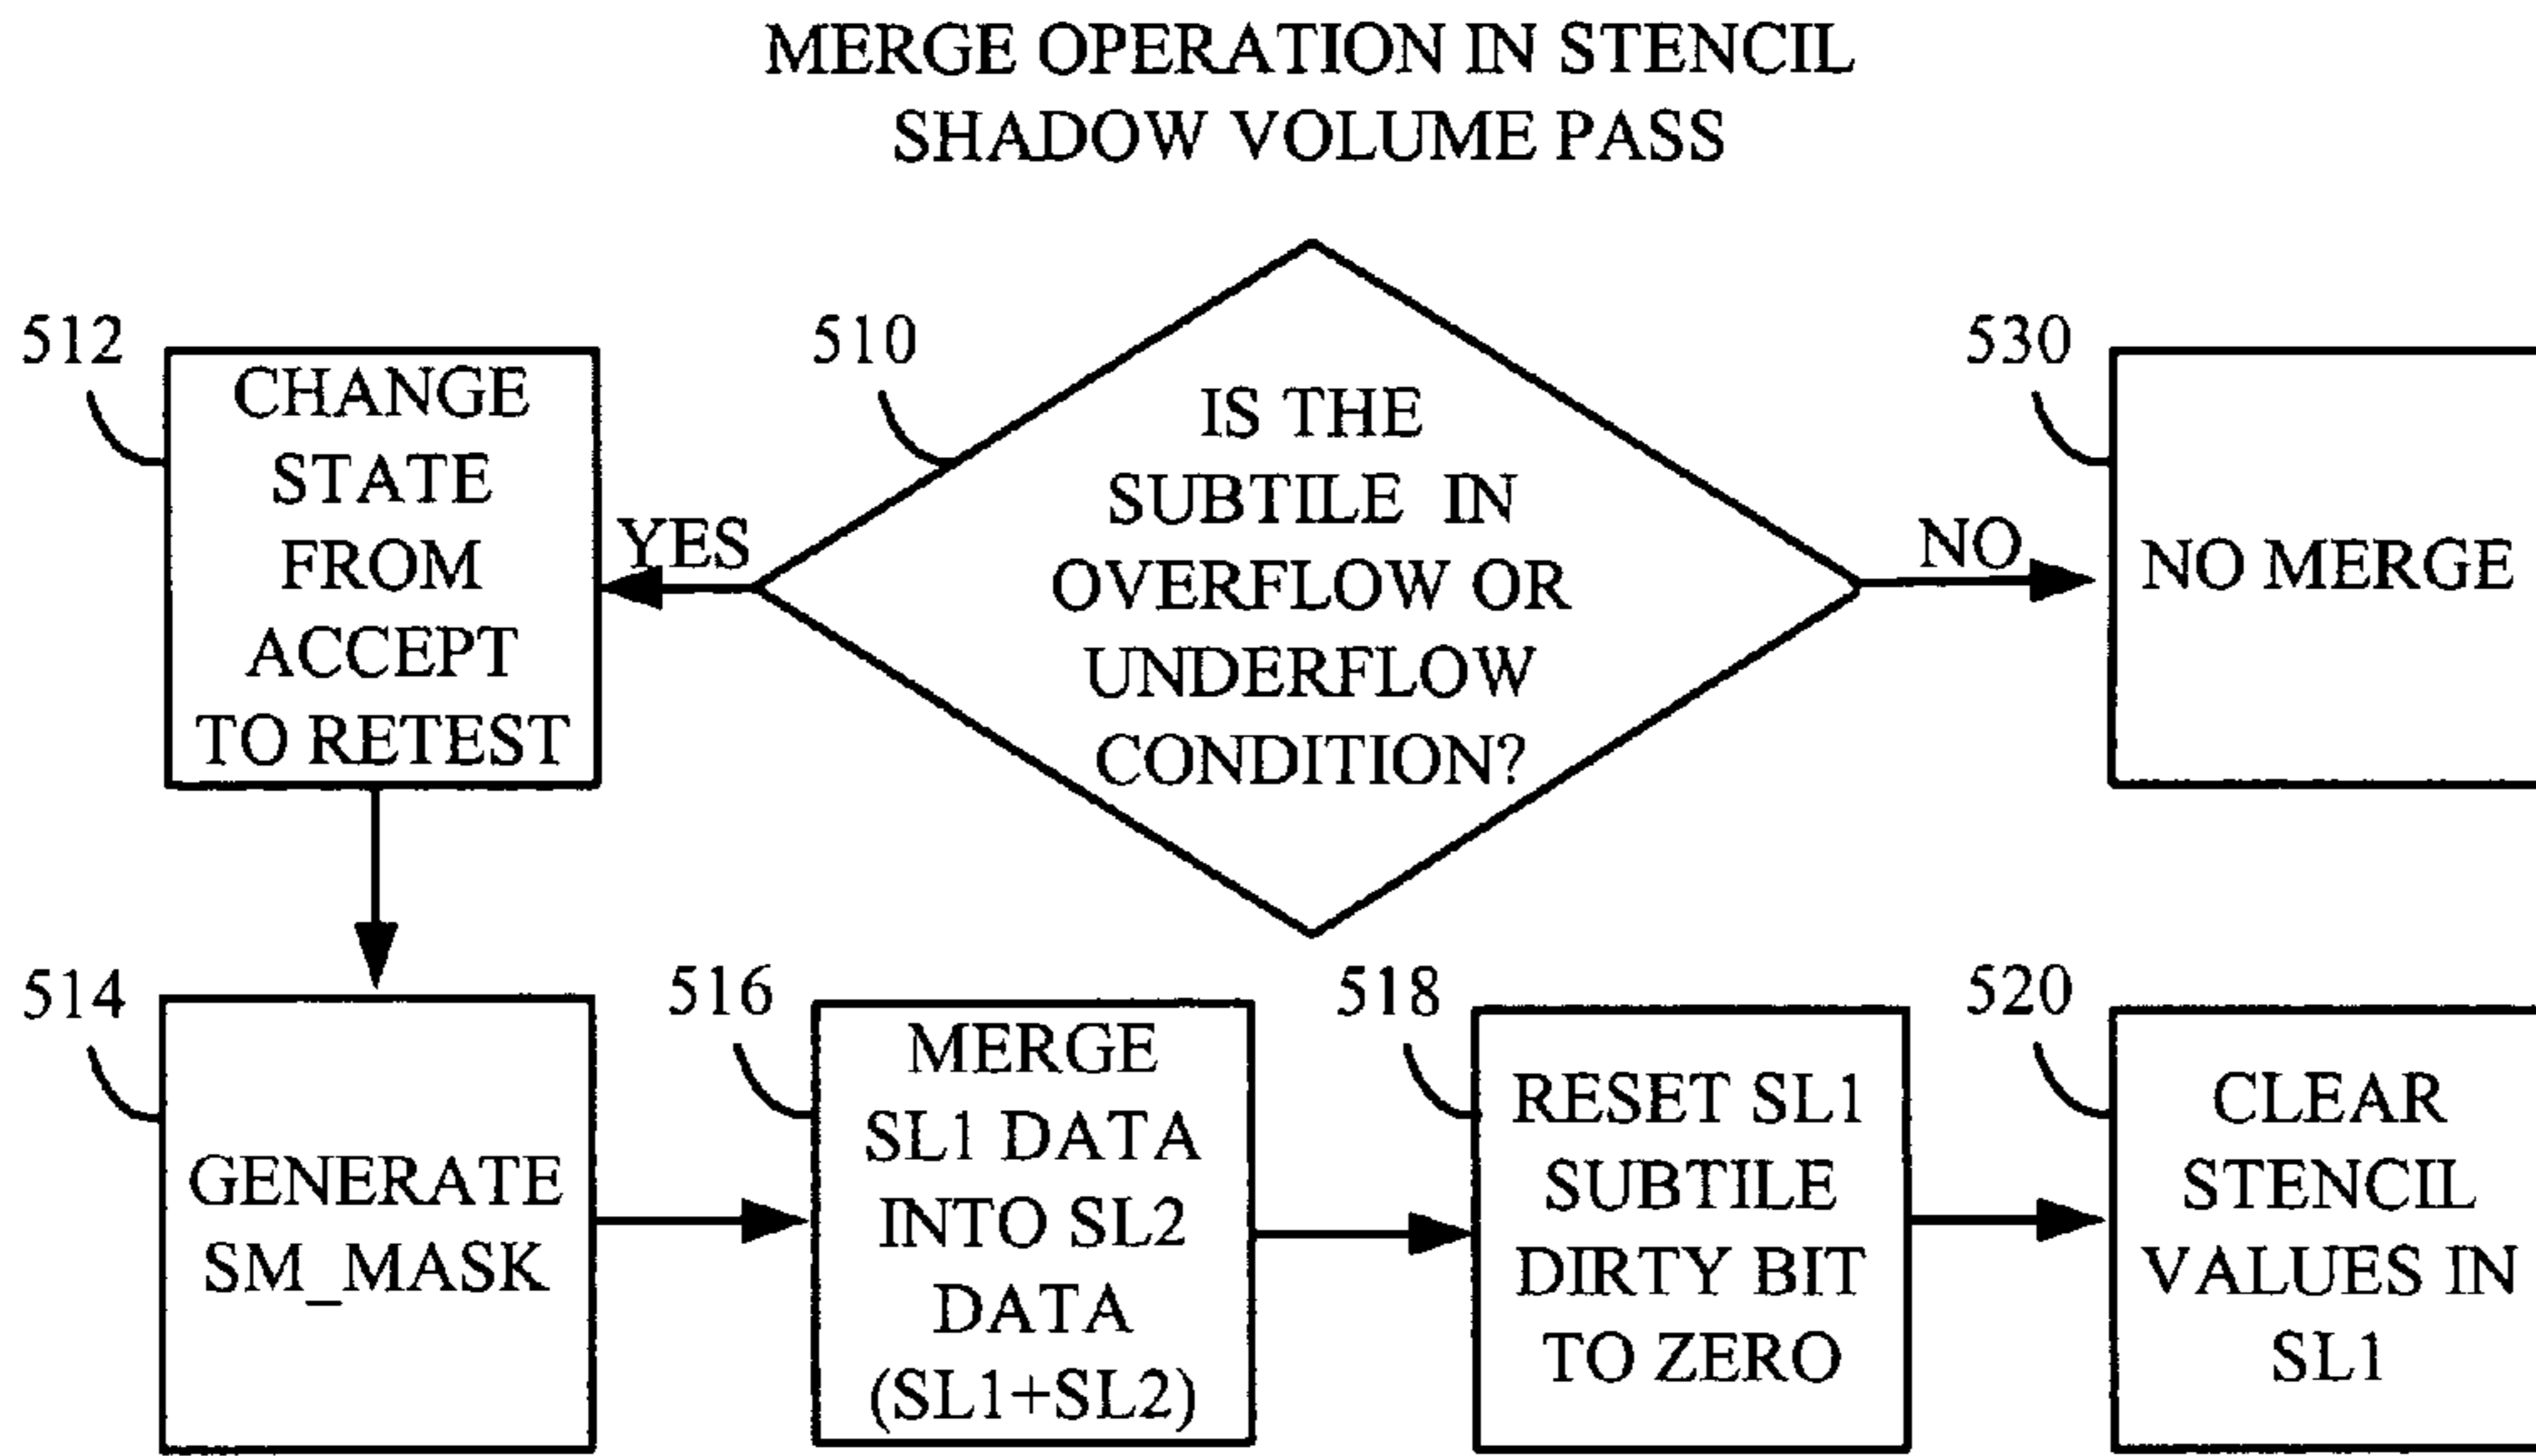 MERGE OPERATION IN STENCIL
SHADOW VOLUME PASS
512
CHANGE
STATE
FROM
ACCEPT
TO RETEST
YES
510
IS THE
SUBTILE IN
OVERFLOW OR
UNDERFLOW
CONDITION?
NO
530
NO MERGE
514
GENERATE
SM_MASK
516
MERGE
SL1 DATA
INTO SL2
DATA
(SL1+SL2)
518
RESET SL1
SUBTILE
DIRTY BIT
TO ZERO
520
CLEAR
STENCIL
VALUES IN
SL1